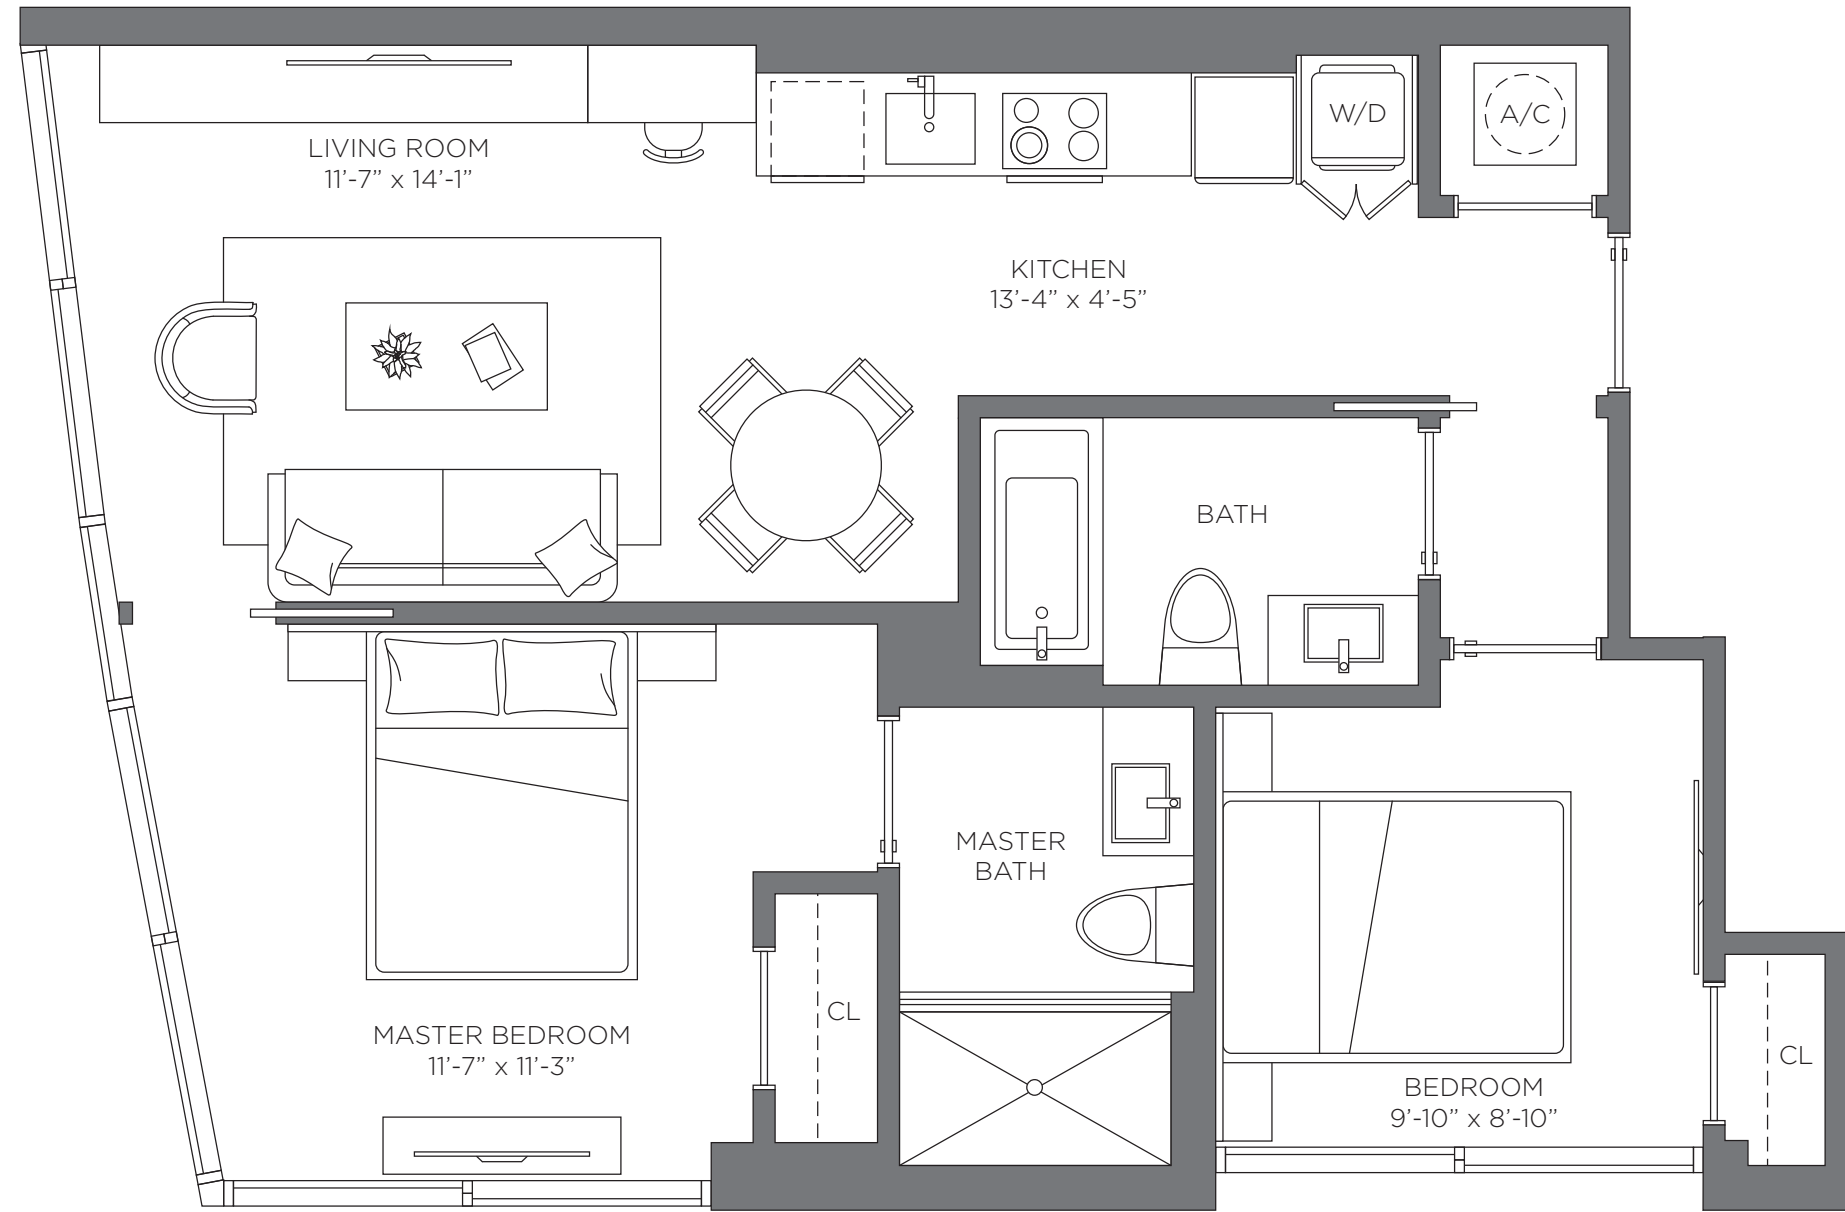 W/D
A/C
LIVING ROOM
11’-7” x 14’-1”
KITCHEN
13’-4” x 4’-5”
BATH
MASTER
BATH
CL
MASTER BEDROOM
11’-7” x 11’-3”
CL
BEDROOM
9’-10” x 8’-10”